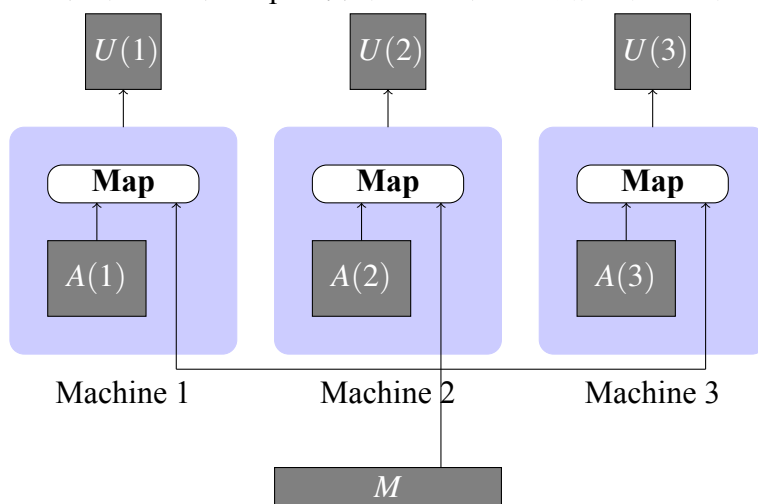 U(1) U(2) U(3)
Map Map Map
A(1) A(2) A(3)
Machine 1 Machine 2 Machine 3
M